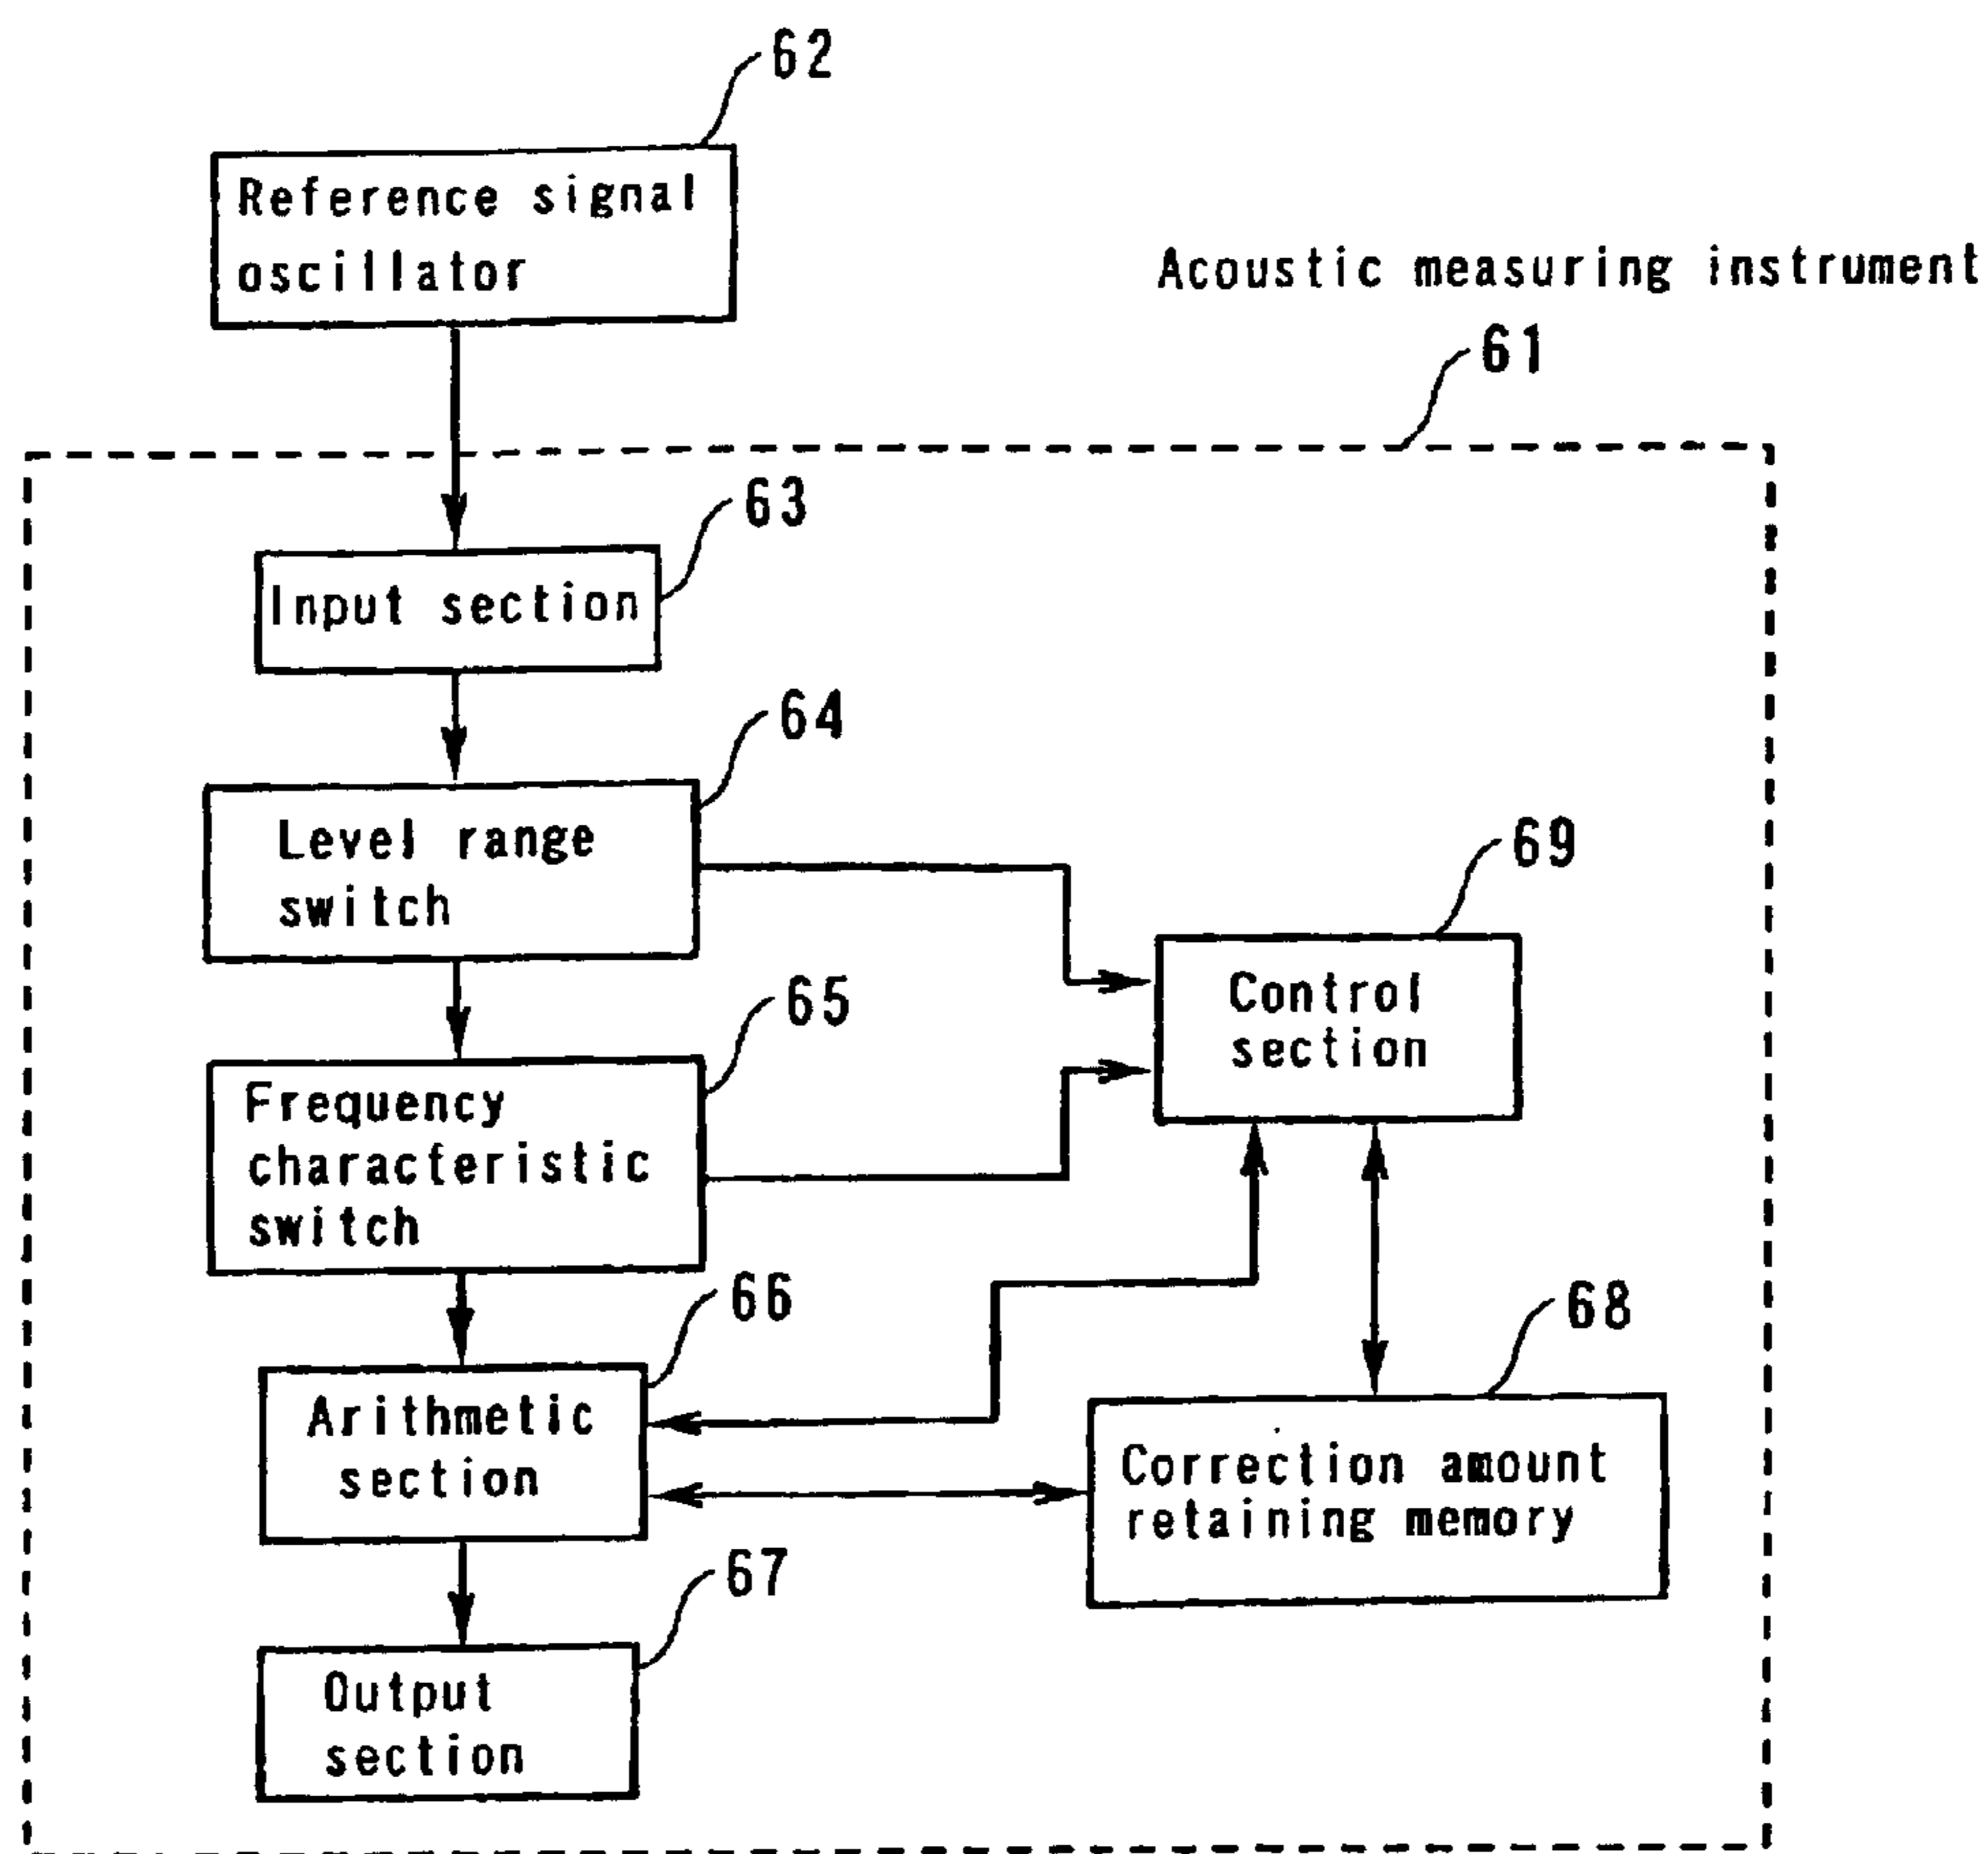 62
Reference signal
oscillator
Acoustic measuring instrument
61
63
Input section
64
Level range
switch
69
Control
section
65
Frequency
characteristic
switch
66
Arithmetic
section
68
Correction amount
retaining memory
67
Output
section